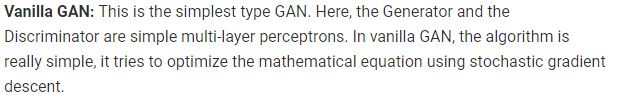 Vanilla GAN: This is the simplest type GAN. Here, the Generator and the
Discriminator are simple multi-layer perceptrons. In vanilla GAN, the algorithm is
really simple, it tries to optimize the mathematical equation using stochastic gradient
descent.